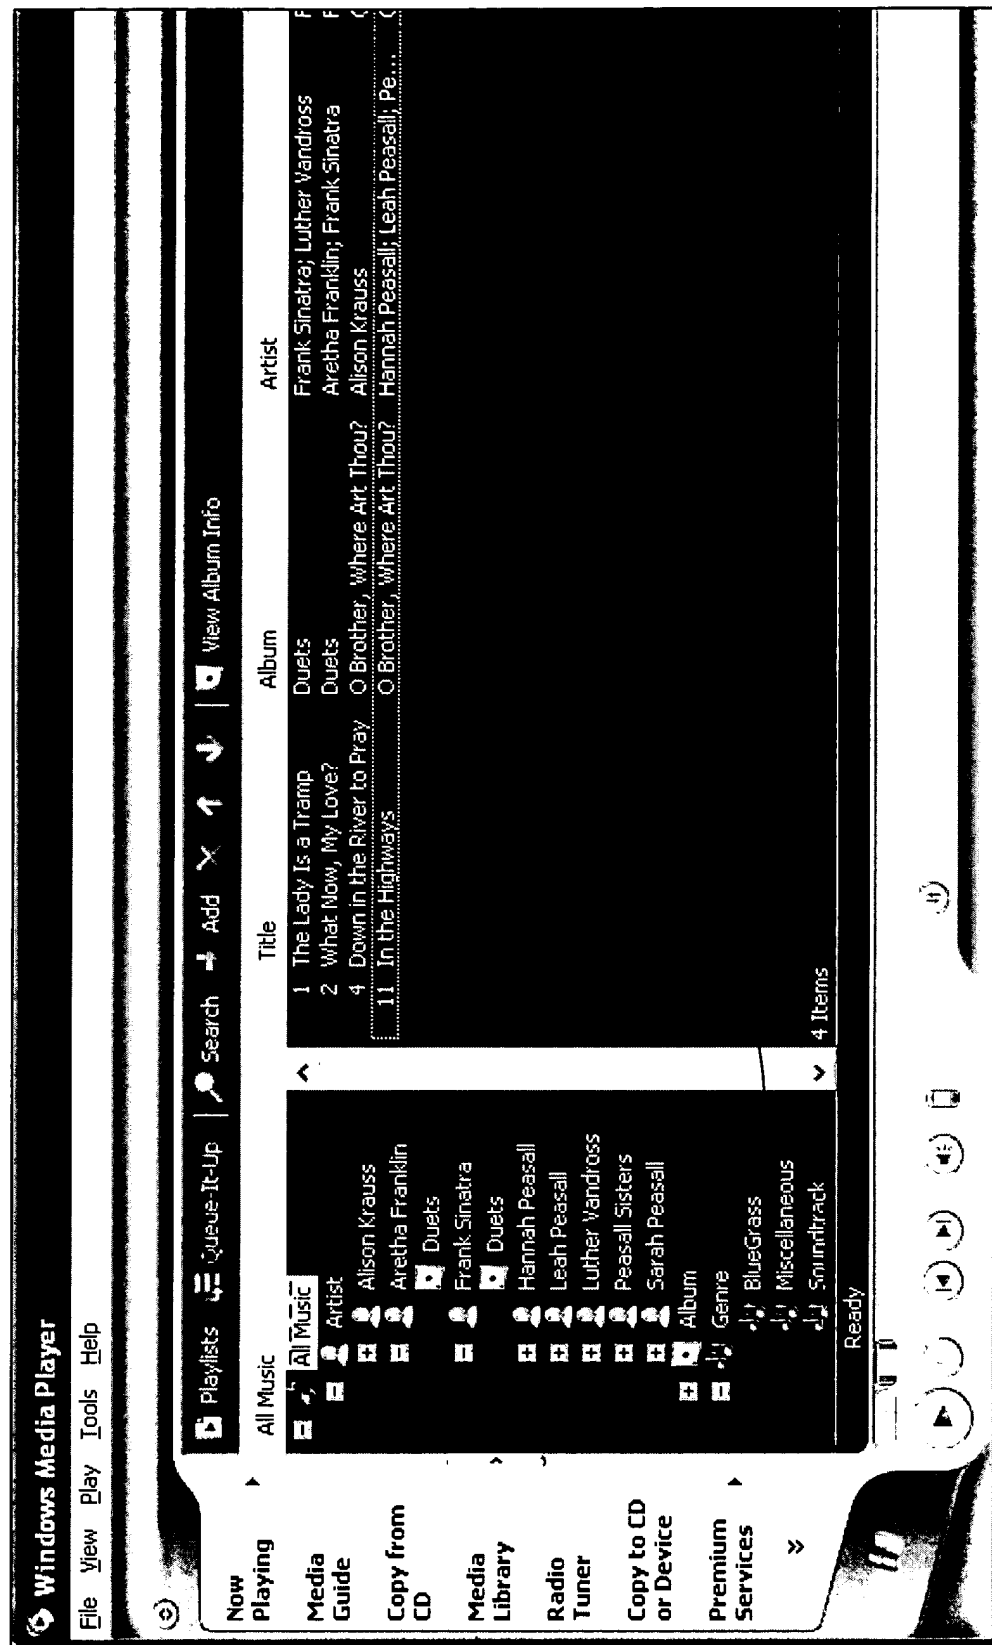 Windows Media Player
File View Play Tools Help
Now
Playing
Media
Guide
Copy from
CD
Media
Library
Radio
Tuner
Copy to CD
or Device
Premium
Services
Playlists Queue-It-Up Search Add View Album Info
All Music
All Music
Artist
Alison Krauss
Aretha Franklin
Duets
Frank Sinatra
Duets
Hannah Peasall
Leah Peasall
Luther Vandross
Peasall Sisters
Sarah Peasall
Album
Genre
BlueGrass
Miscellaneous
Soundtrack
Title Album Artist
1 The Lady Is a Tramp Duets Frank Sinatra; Luther Vandross F
2 What Now, My Love? Duets Aretha Franklin; Frank Sinatra F
4 Down in the River to Pray O Brother, Where Art Thou? Alison Krauss
11 In the Highways O Brother, Where Art Thou? Hannah Peasall; Leah Peasall; Pe...
4 Items
Ready